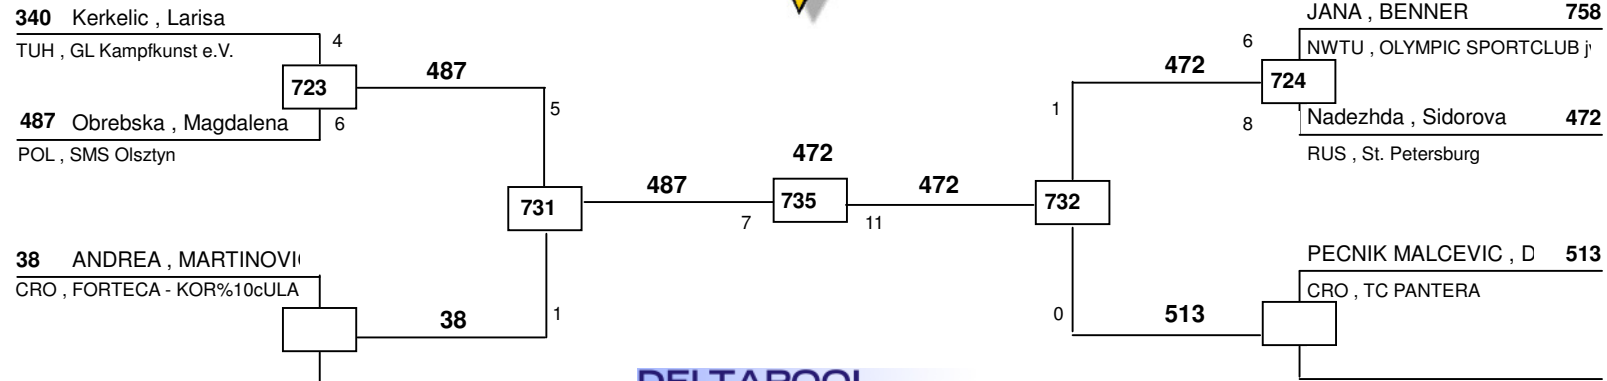 340 Kerkelic , Larisa
TUH , GL Kampfkunst e.V.
4
723
487
487 Obrebska , Magdalena
6
POL , SMS Olsztyn
5
731
487
7
472
735
472
11
38 ANDREA , MARTINOVI
CRO , FORTECA - KOR%10cULA
38
1
JANA , BENNER 758
6
NWTU , OLYMPIC SPORTCLUB j
472
724
1
Nadezhda , Sidorova 472
8
RUS , St. Petersburg
732
PECNIK MALCEVIC , D 513
CRO , TC PANTERA
0
513